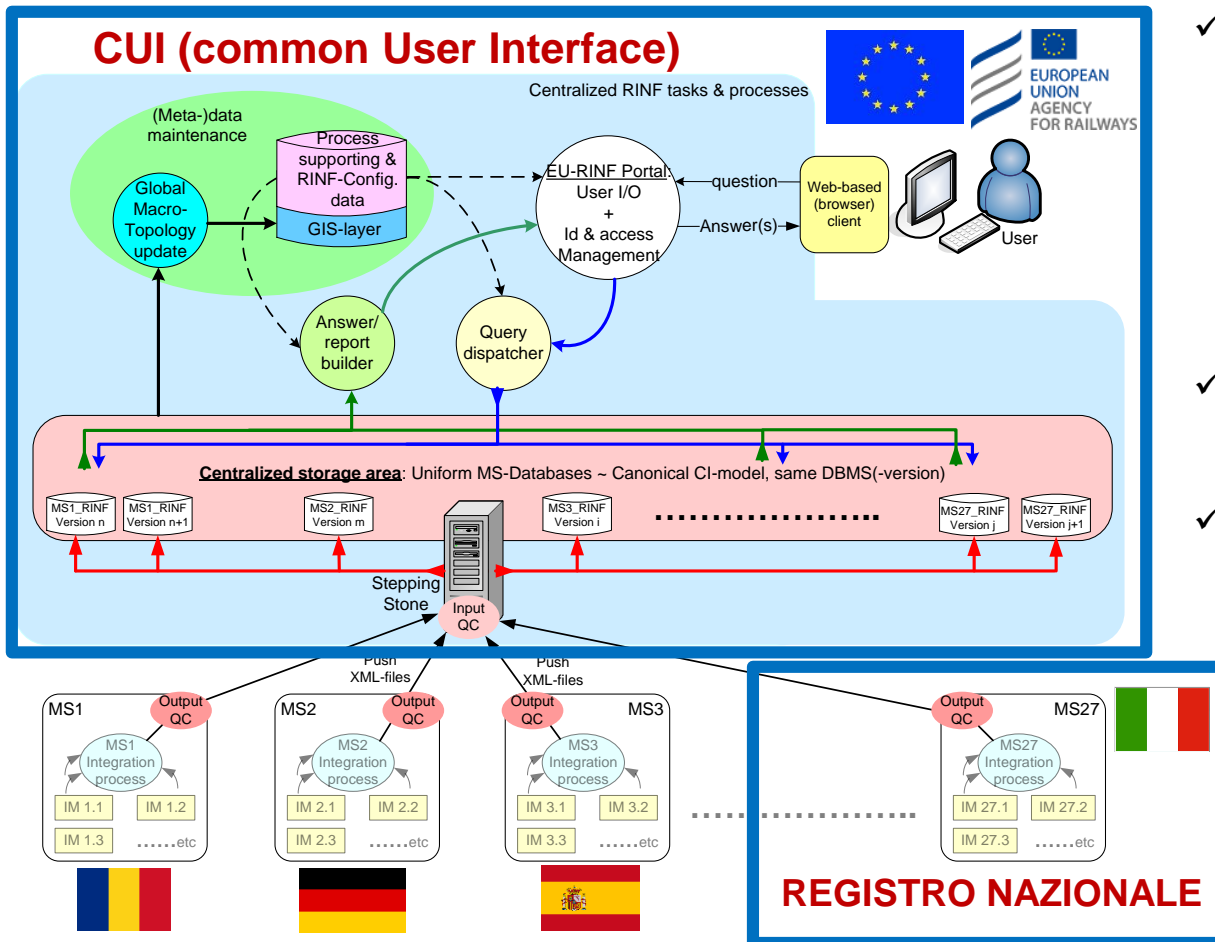 CUI (common User Interface)
EUROPEAN
UNION
AGENCY
FOR RAILWAYS
Centralized RINF tasks & processes
(Meta-)data
maintenance
Process
supporting &
RINF-Config.
data
GIS-layer
Global
Macro-
Topology
update
EU-RINF Portal:
User I/O
+
Id & access
Management
question
Answer(s)
Web-based
(browser)
client
User
Answer/
report
builder
Query
dispatcher
Centralized storage area: Uniform MS-Databases ~ Canonical CI-model, same DBMS(-version)
MS1_RINF
Version n
MS1_RINF
Version n+1
MS2_RINF
Version m
MS3_RINF
Version i
MS27_RINF
Version j
MS27_RINF
Version j+1
Stepping
Stone
Input
QC
Push
XML-files
Push
XML-files
MS1
Output
QC
MS1
Integration
process
IM 1.1
IM 1.2
IM 1.3
......etc
MS2
Output
QC
MS2
Integration
process
IM 2.1
IM 2.2
IM 2.3
......etc
Output
QC
MS3
MS3
Integration
process
IM 3.1
IM 3.2
IM 3.3
......etc
Output
QC
MS27
MS27
Integration
process
IM 27.1
IM 27.2
IM 27.3
......etc
REGISTRO NAZIONALE